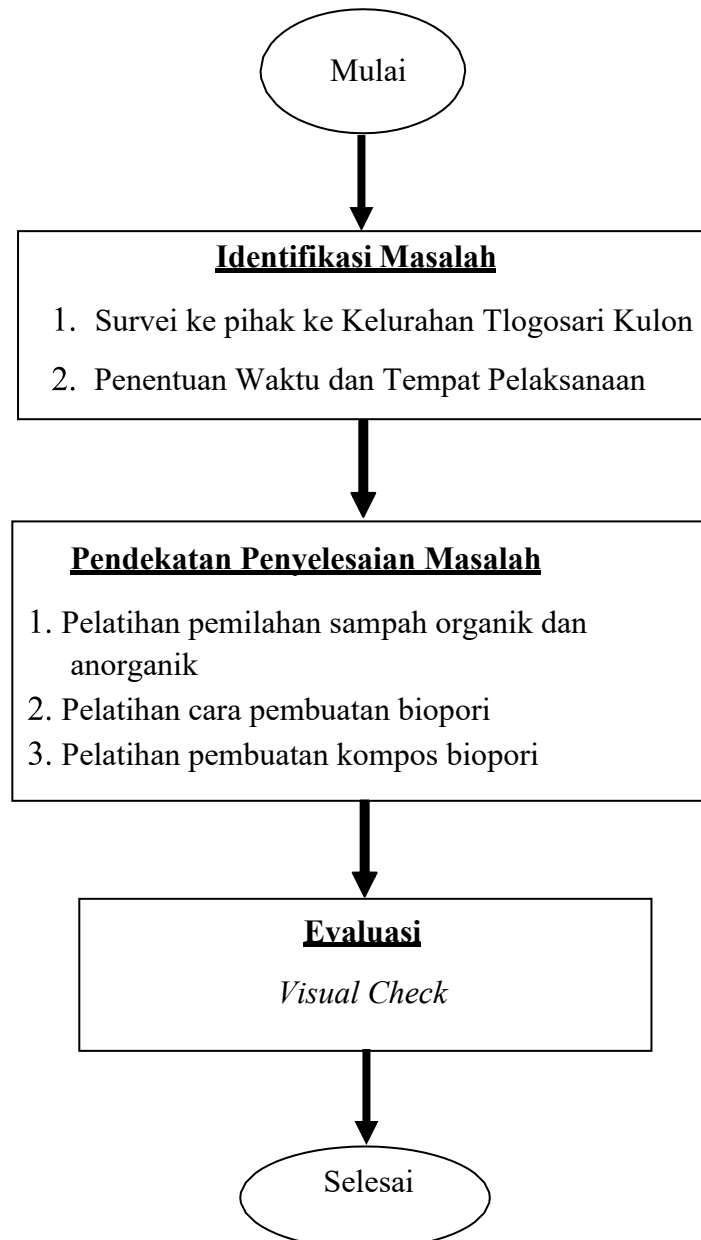 Mulai
Identifikasi Masalah
1. Survei ke pihak ke Kelurahan Tlogosari Kulon
2. Penentuan Waktu dan Tempat Pelaksanaan
Pendekatan Penyelesaian Masalah
1. Pelatihan pemilahan sampah organik dan
anorganik
2. Pelatihan cara pembuatan biopori
3. Pelatihan pembuatan kompos biopori
Evaluasi
Visual Check
Selesai